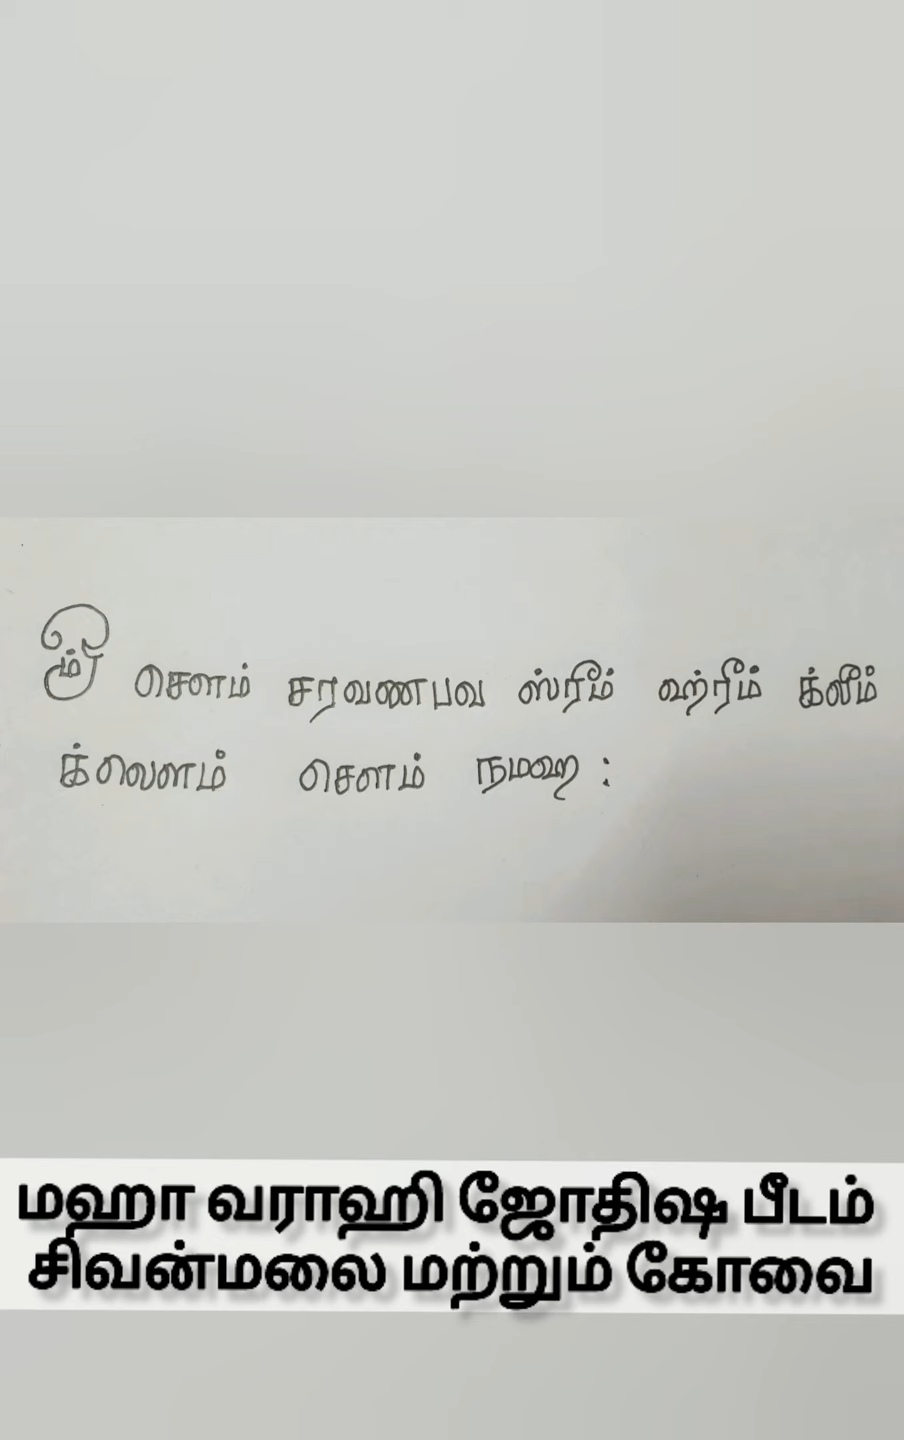 ஓம் சௌம் சரவணபவ ஸ்ரீம் ஹ்ரீம் க்லீம்
க்லௌம் சௌம் நமஹ :
மஹா வராஹி ஜோதிஷ பீடம்
சிவன்மலை மற்றும் கோவை